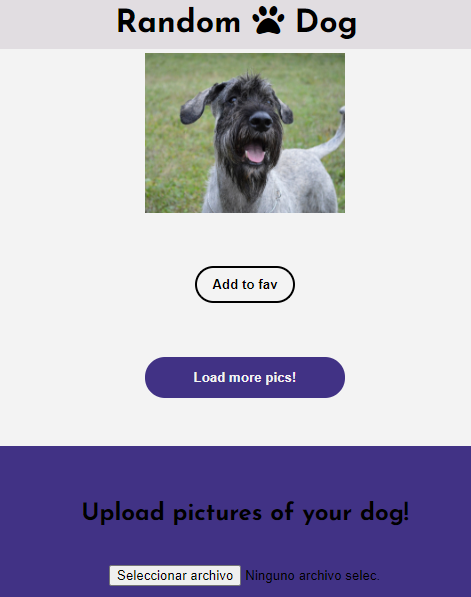 Random Dog
Add to fav
Load more pics!
Upload pictures of your dog!
Seleccionar archivo Ninguno archivo selec.